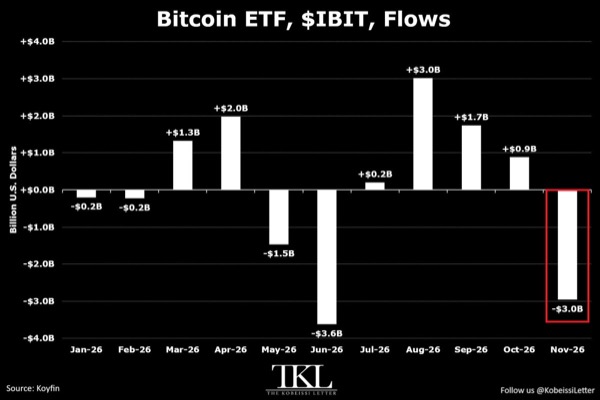 Bitcoin ETF, $IBIT, Flows
Billion U.S. Dollars
+$4.0B
+$3.0B
+$2.0B
+$1.0B
+$0.0B
-$1.0B
-$2.0B
-$3.0B
-$4.0B
-$0.2B
-$0.2B
+$1.3B
+$2.0B
-$1.5B
-$3.6B
+$0.2B
+$3.0B
+$1.7B
+$0.9B
-$3.0B
Jan-26 Feb-26 Mar-26 Apr-26 May-26 Jun-26 Jul-26 Aug-26 Sep-26 Oct-26 Nov-26
Source: Koyfin
TKL
THE KOBEISSI LETTER
Follow us @KobeissiLetter